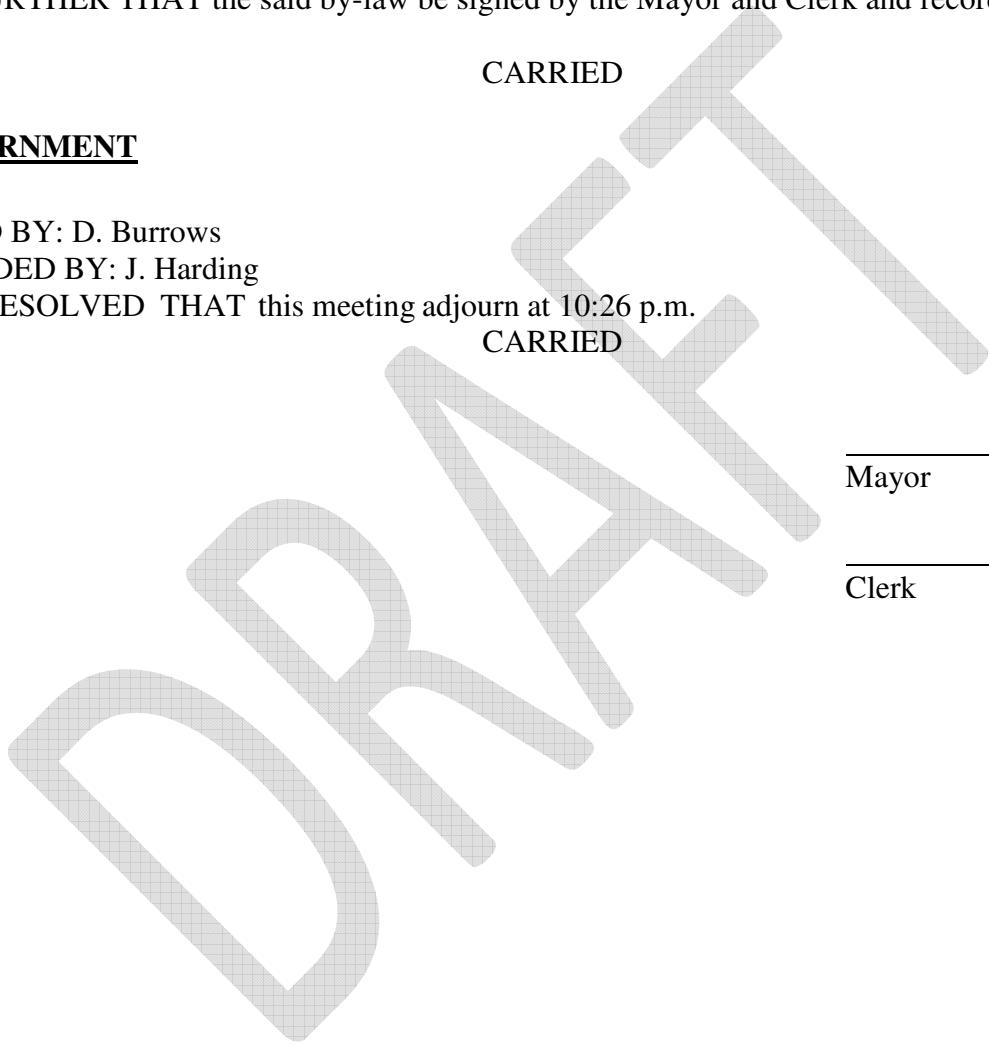 RTHER THAT the said by-law be signed by the Mayor and Clerk and recor
CARRIED
RNMENT
BY: D. Burrows
DED BY: J. Harding
ESOLVED THAT this meeting adjourn at 10:26 p.m.
CARRIED
Mayor
Clerk
DRAFT